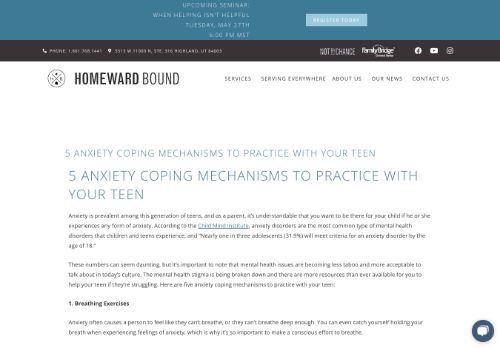 UPCOMING SEMINAR:
WHEN HELPING ISN'T HELPFUL
TUESDAY, MAY 27TH
6:00 PM MST
REGISTER TODAY
PHONE: 1.801.768.1441
5513 W 11000 N, STE. 316 HIGHLAND, UT 84003
NOT BY CHANCE
FamilyBridge
HOMEWARD BOUND
SERVICES SERVING EVERYWHERE ABOUT US OUR NEWS CONTACT US
5 ANXIETY COPING MECHANISMS TO PRACTICE WITH YOUR TEEN
5 ANXIETY COPING MECHANISMS TO PRACTICE WITH
YOUR TEEN
Anxiety is prevalent among this generation of teens, and as a parent, it's understandable that you want to be there for your child if he or she
experiences any form of anxiety. According to the Child Mind Institute, anxiety disorders are the most common type of mental health
disorders that children and teens experience, and "Nearly one in three adolescents (31.9%) will meet criteria for an anxiety disorder by the
age of 18."
These numbers can seem daunting, but it's important to note that mental health issues are becoming less taboo and more acceptable to
talk about in today's culture. The mental health stigma is being broken down and there are more resources than ever available for you to
help your teen if they're struggling. Here are five anxiety coping mechanisms to practice with your teen:
1. Breathing Exercises
Anxiety often causes a person to feel like they can't breathe, or they can't breathe deep enough. You can even catch yourself holding your
breath when experiencing feelings of anxiety, which is why it's so important to make a conscious effort to breathe.